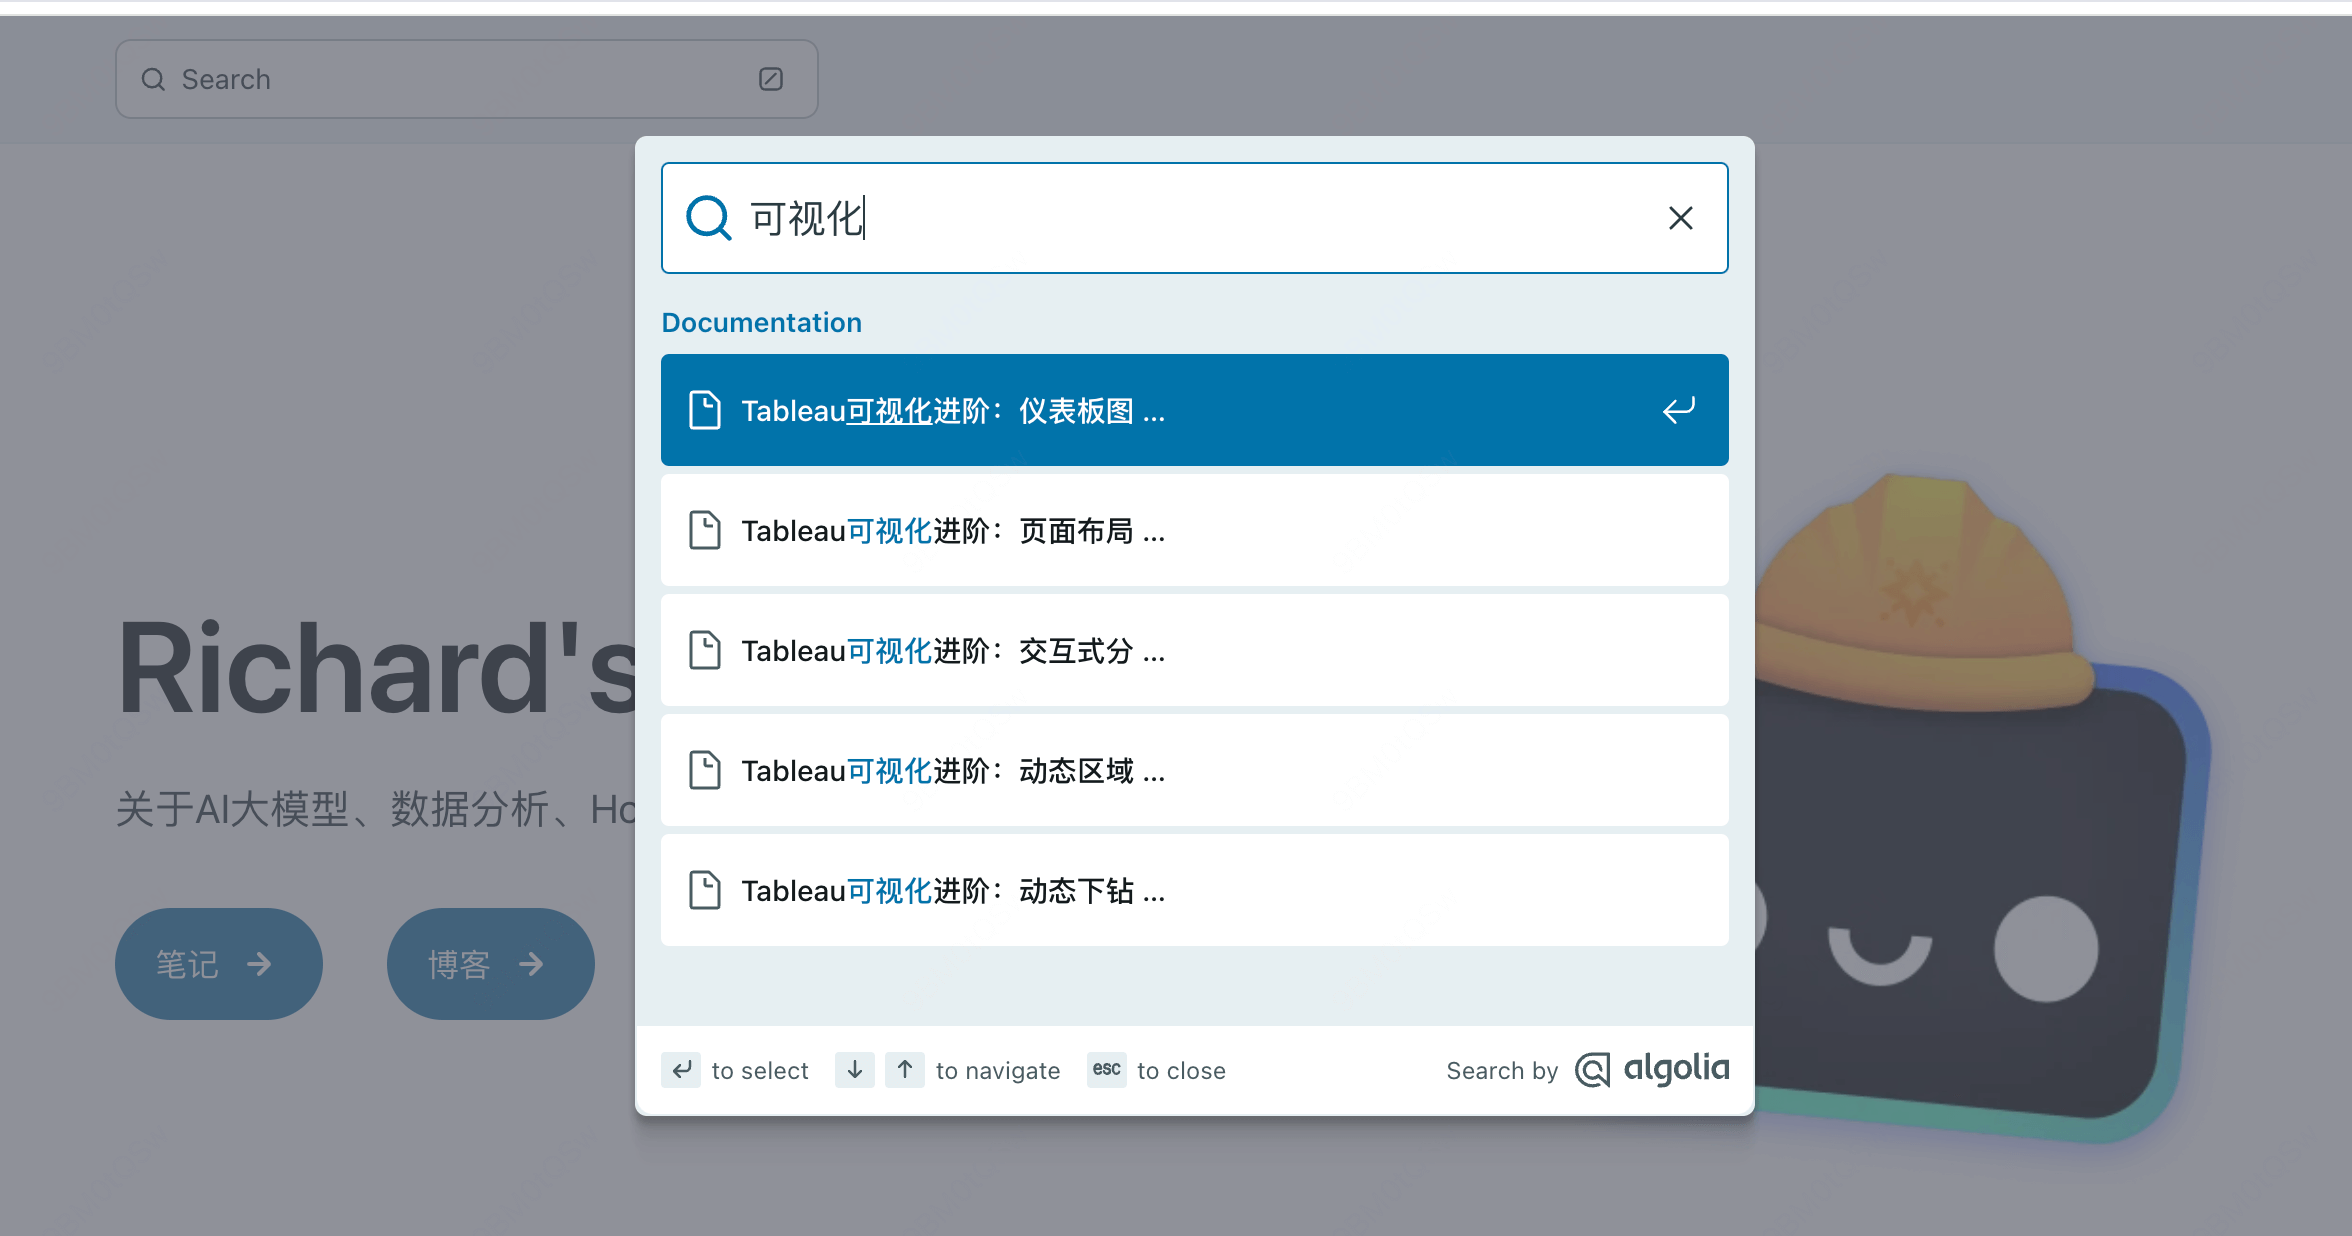 Search
可视化
Documentation
Tableau可视化进阶：仪表板图 ...
Tableau可视化进阶：页面布局 ...
Tableau可视化进阶：交互式分 ...
Tableau可视化进阶：动态区域 ...
Tableau可视化进阶：动态下钻 ...
Richard's
关于AI大模型、数据分析、Ho
笔记
博客
to select
to navigate
esc to close
Search by algolia